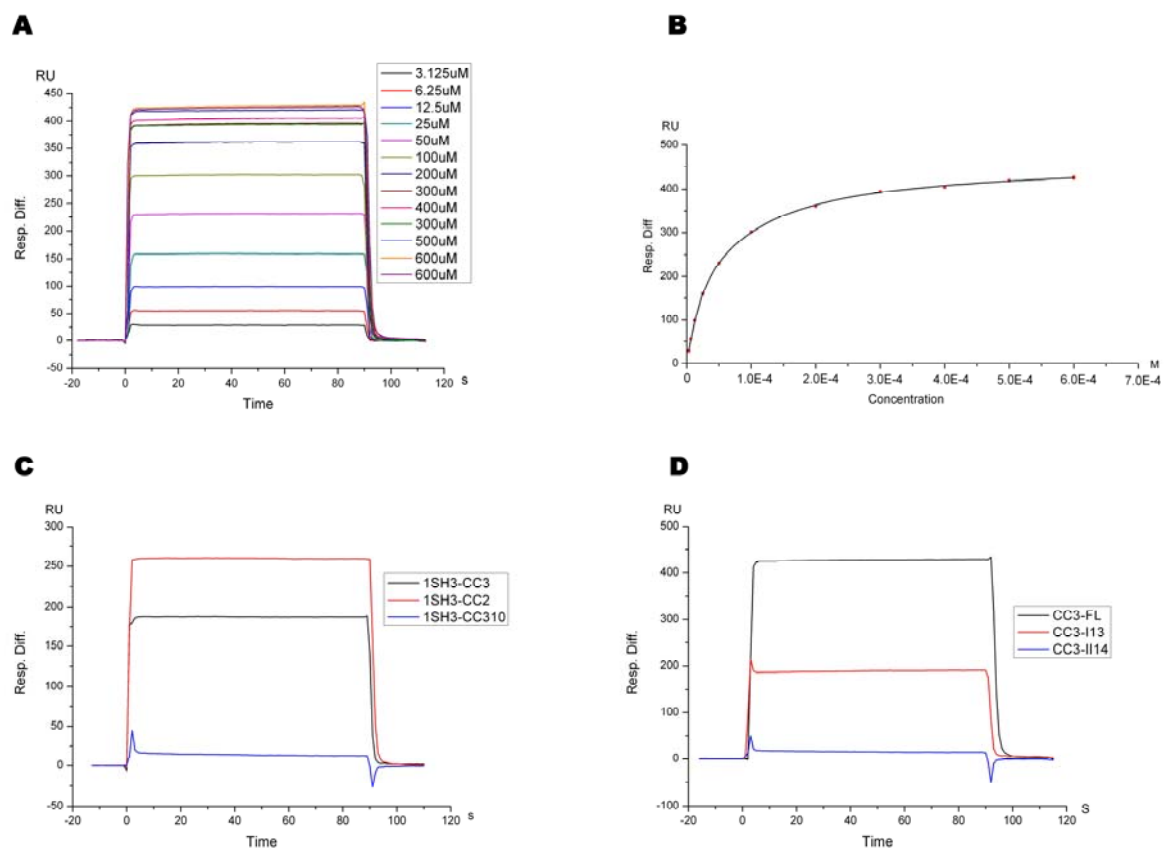 A
RU
450
400
350
300
250
200
150
100
50
0
-50
Resp. Diff.
-20
0
20
40
60
80
100
120
s
Time
3.125uM
6.25uM
12.5uM
25uM
50uM
100uM
200uM
300uM
400uM
300uM
500uM
600uM
600uM
B
RU
500
400
300
200
100
0
Resp. Diff
0
1.0E-4
2.0E-4
3.0E-4
4.0E-4
5.0E-4
6.0E-4
7.0E-4
M
Concentration
C
RU
300
250
200
150
100
50
0
-50
Resp. Diff.
-20
0
20
40
60
80
100
120
s
Time
1SH3-CC3
1SH3-CC2
1SH3-CC310
D
RU
500
400
300
200
100
0
-100
Resp. Diff.
-20
0
20
40
60
80
100
120
S
Time
CC3-FL
CC3-I13
CC3-II14